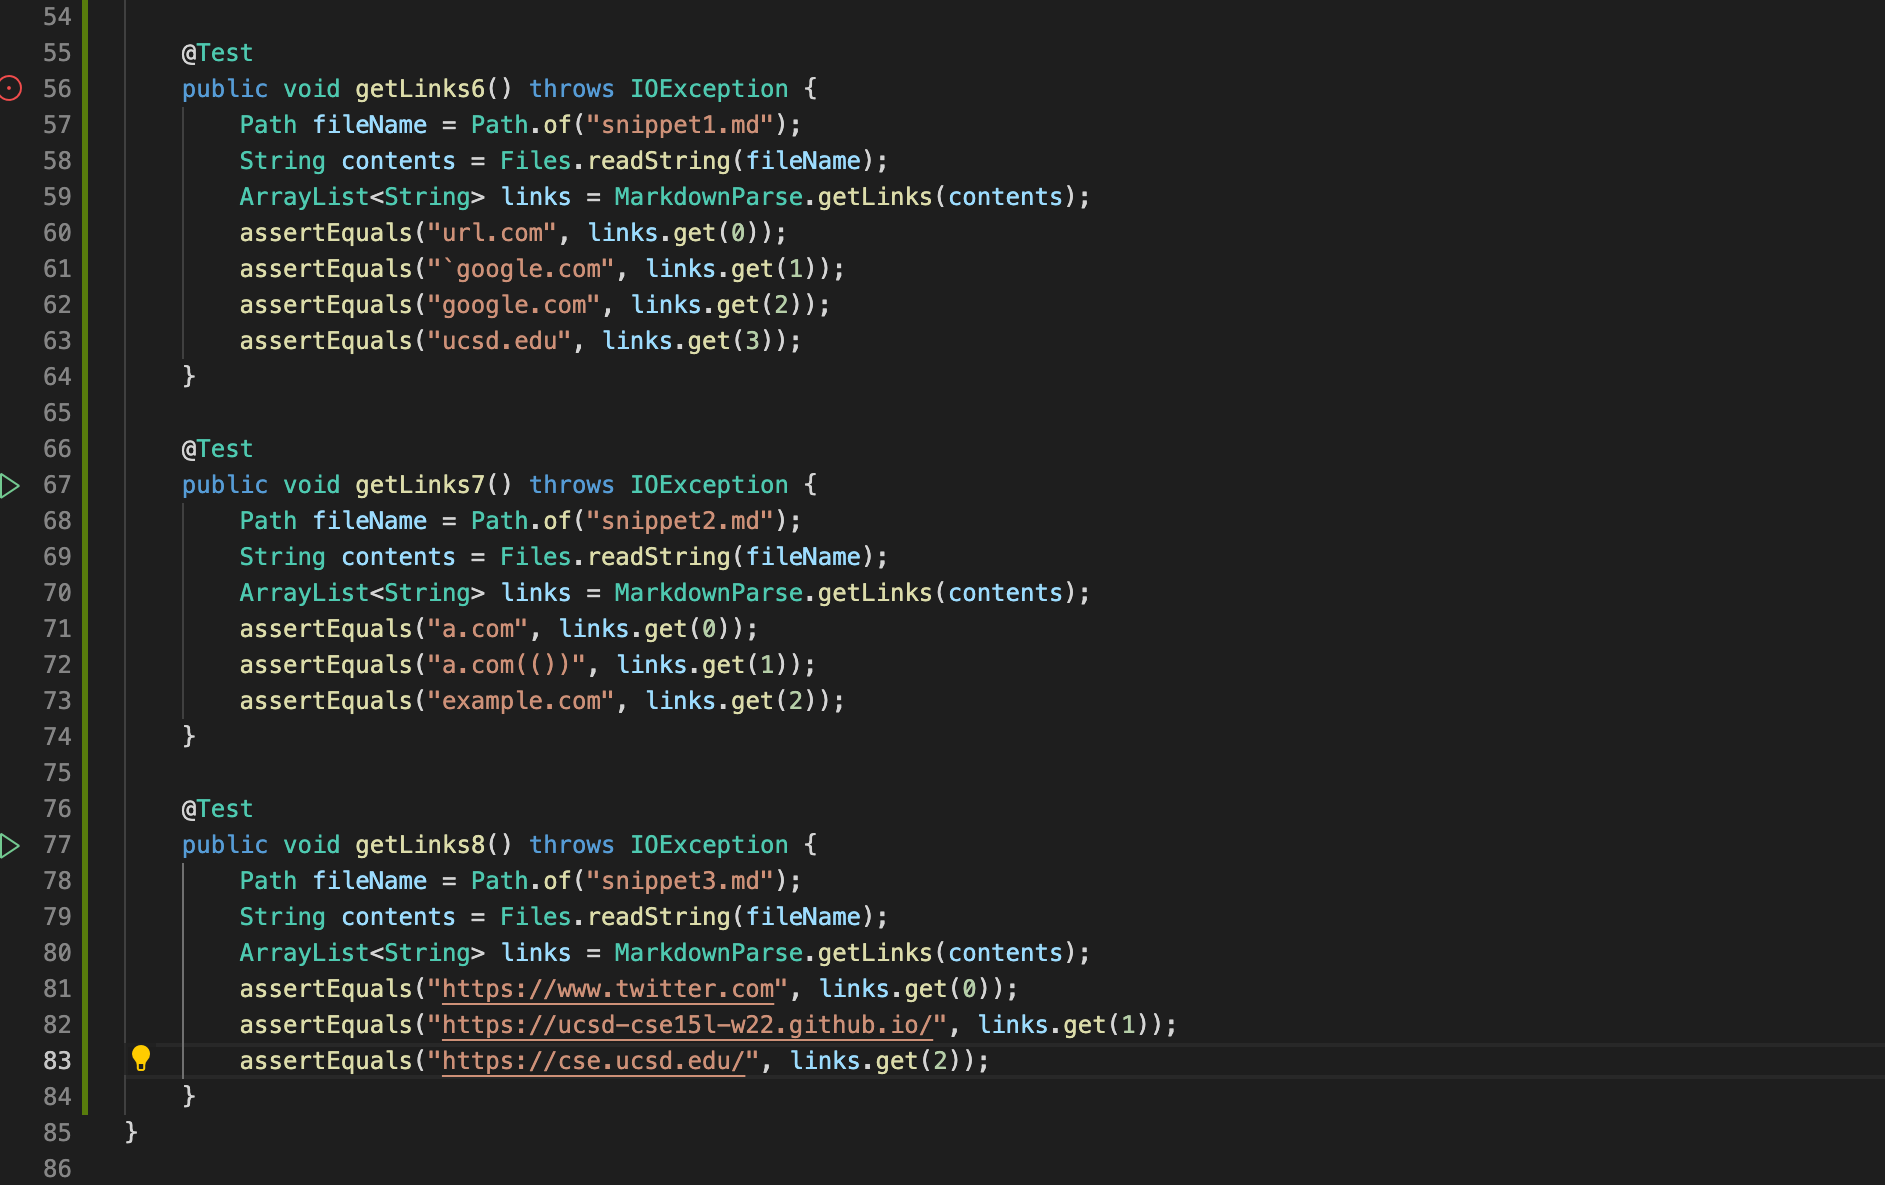 54
55 @Test
56 public void getLinks6() throws IOException {
57 Path fileName = Path.of("snippet1.md");
58 String contents = Files.readString(fileName);
59 ArrayList<String> links = MarkdownParse.getLinks(contents);
60 assertEquals("url.com", links.get(0));
61 assertEquals("`google.com", links.get(1));
62 assertEquals("google.com", links.get(2));
63 assertEquals("ucsd.edu", links.get(3));
64 }
65
66 @Test
67 public void getLinks7() throws IOException {
68 Path fileName = Path.of("snippet2.md");
69 String contents = Files.readString(fileName);
70 ArrayList<String> links = MarkdownParse.getLinks(contents);
71 assertEquals("a.com", links.get(0));
72 assertEquals("a.com(())", links.get(1));
73 assertEquals("example.com", links.get(2));
74 }
75
76 @Test
77 public void getLinks8() throws IOException {
78 Path fileName = Path.of("snippet3.md");
79 String contents = Files.readString(fileName);
80 ArrayList<String> links = MarkdownParse.getLinks(contents);
81 assertEquals("https://www.twitter.com", links.get(0));
82 assertEquals("https://ucsd-cse15l-w22.github.io/", links.get(1));
83 assertEquals("https://cse.ucsd.edu/", links.get(2));
84 }
85 }
86